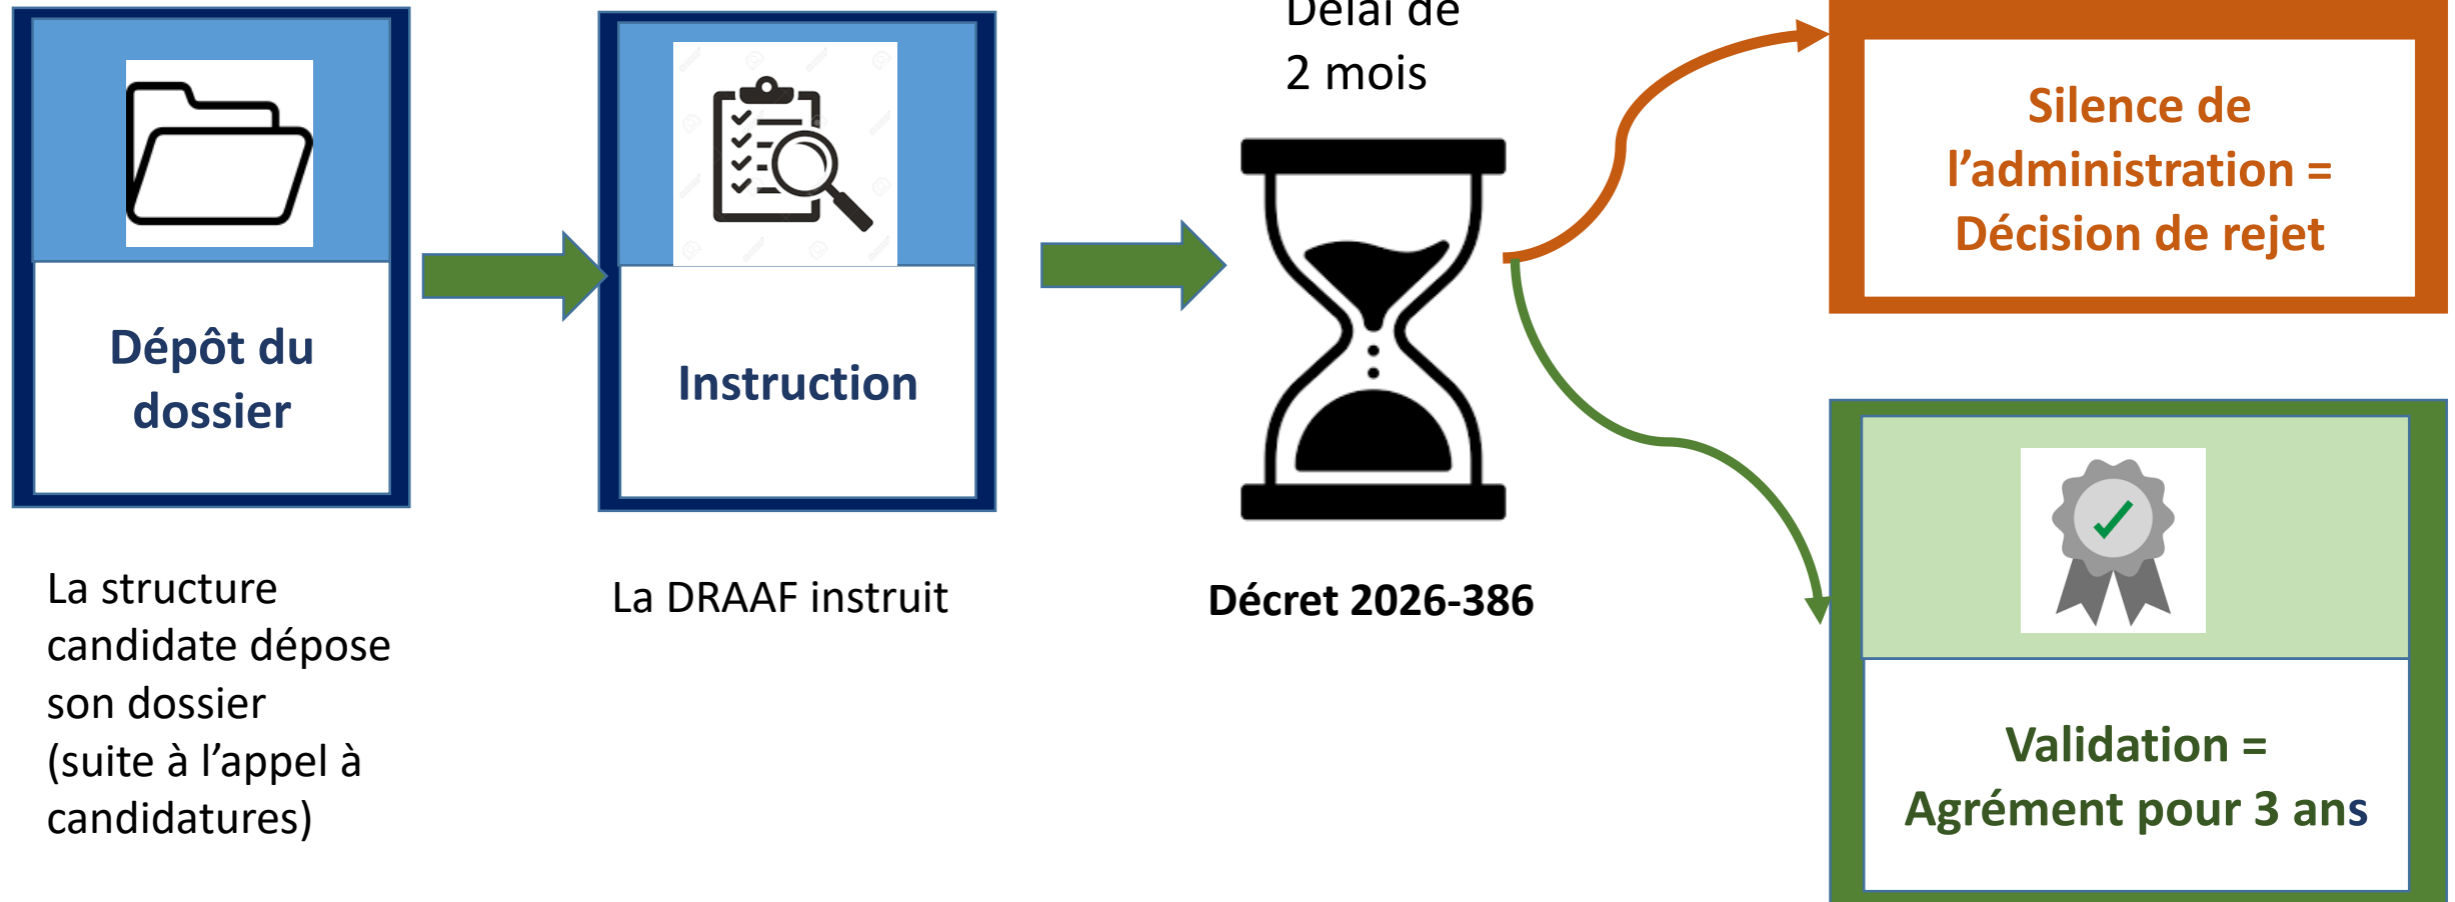 Dépôt du
dossier
La structure
candidate dépose
son dossier
(suite à l’appel à
candidatures)
Instruction
La DRAAF instruit
Délai de
2 mois
Décret 2026-386
Silence de
l’administration =
Décision de rejet
Validation =
Agrément pour 3 ans